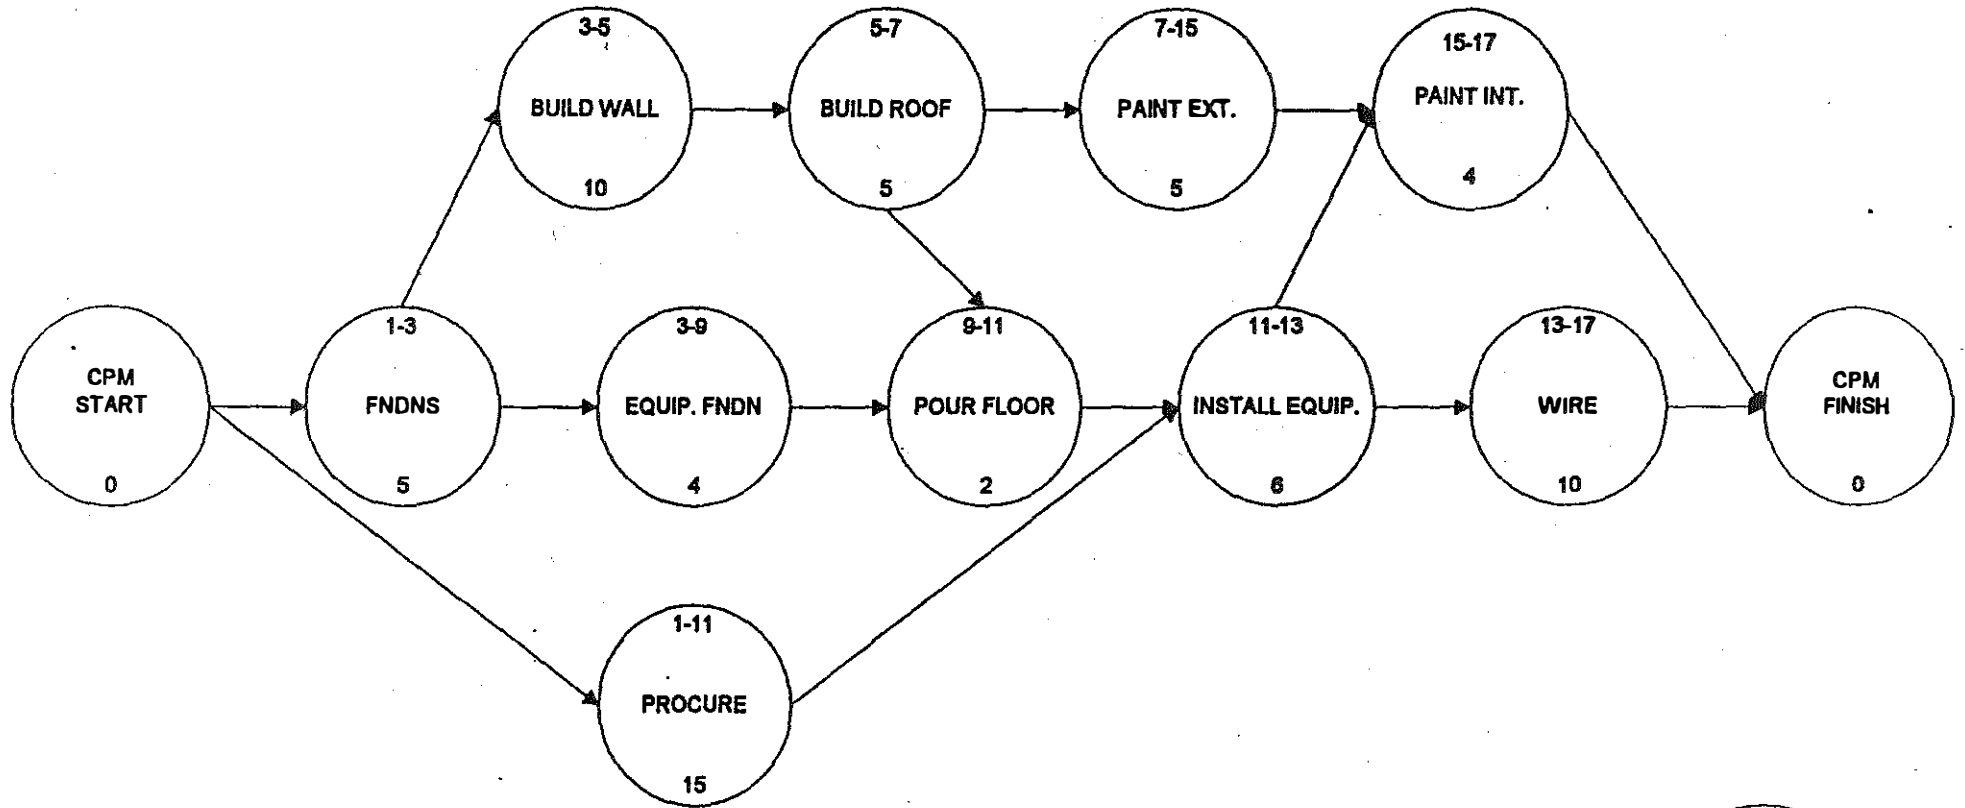 3-5
BUILD WALL
10
5-7
BUILD ROOF
5
7-15
PAINT EXT.
5
15-17
PAINT INT.
4
CPM
START
0
1-3
FNDNS
5
3-9
EQUIP. FNDN
4
9-11
POUR FLOOR
2
11-13
INSTALL EQUIP.
6
13-17
WIRE
10
CPM
FINISH
0
1-11
PROCURE
15